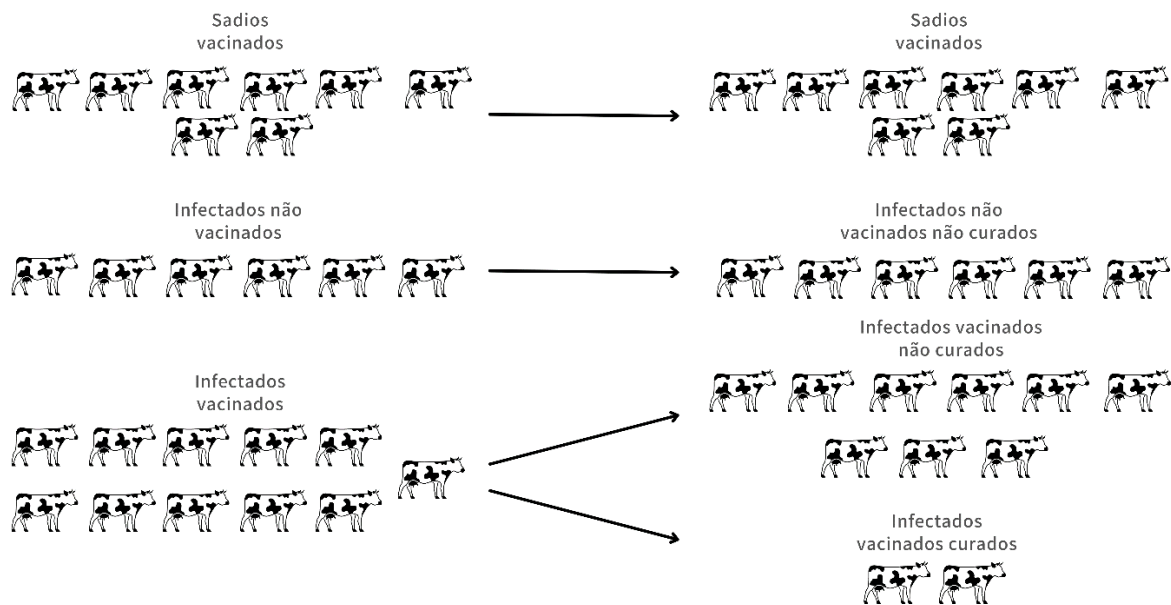 Sadios
vacinados
Sadios
vacinados
Infectados não
vacinados
Infectados não
vacinados não curados
Infectados vacinados
não curados
Infectados
vacinados
Infectados
vacinados curados